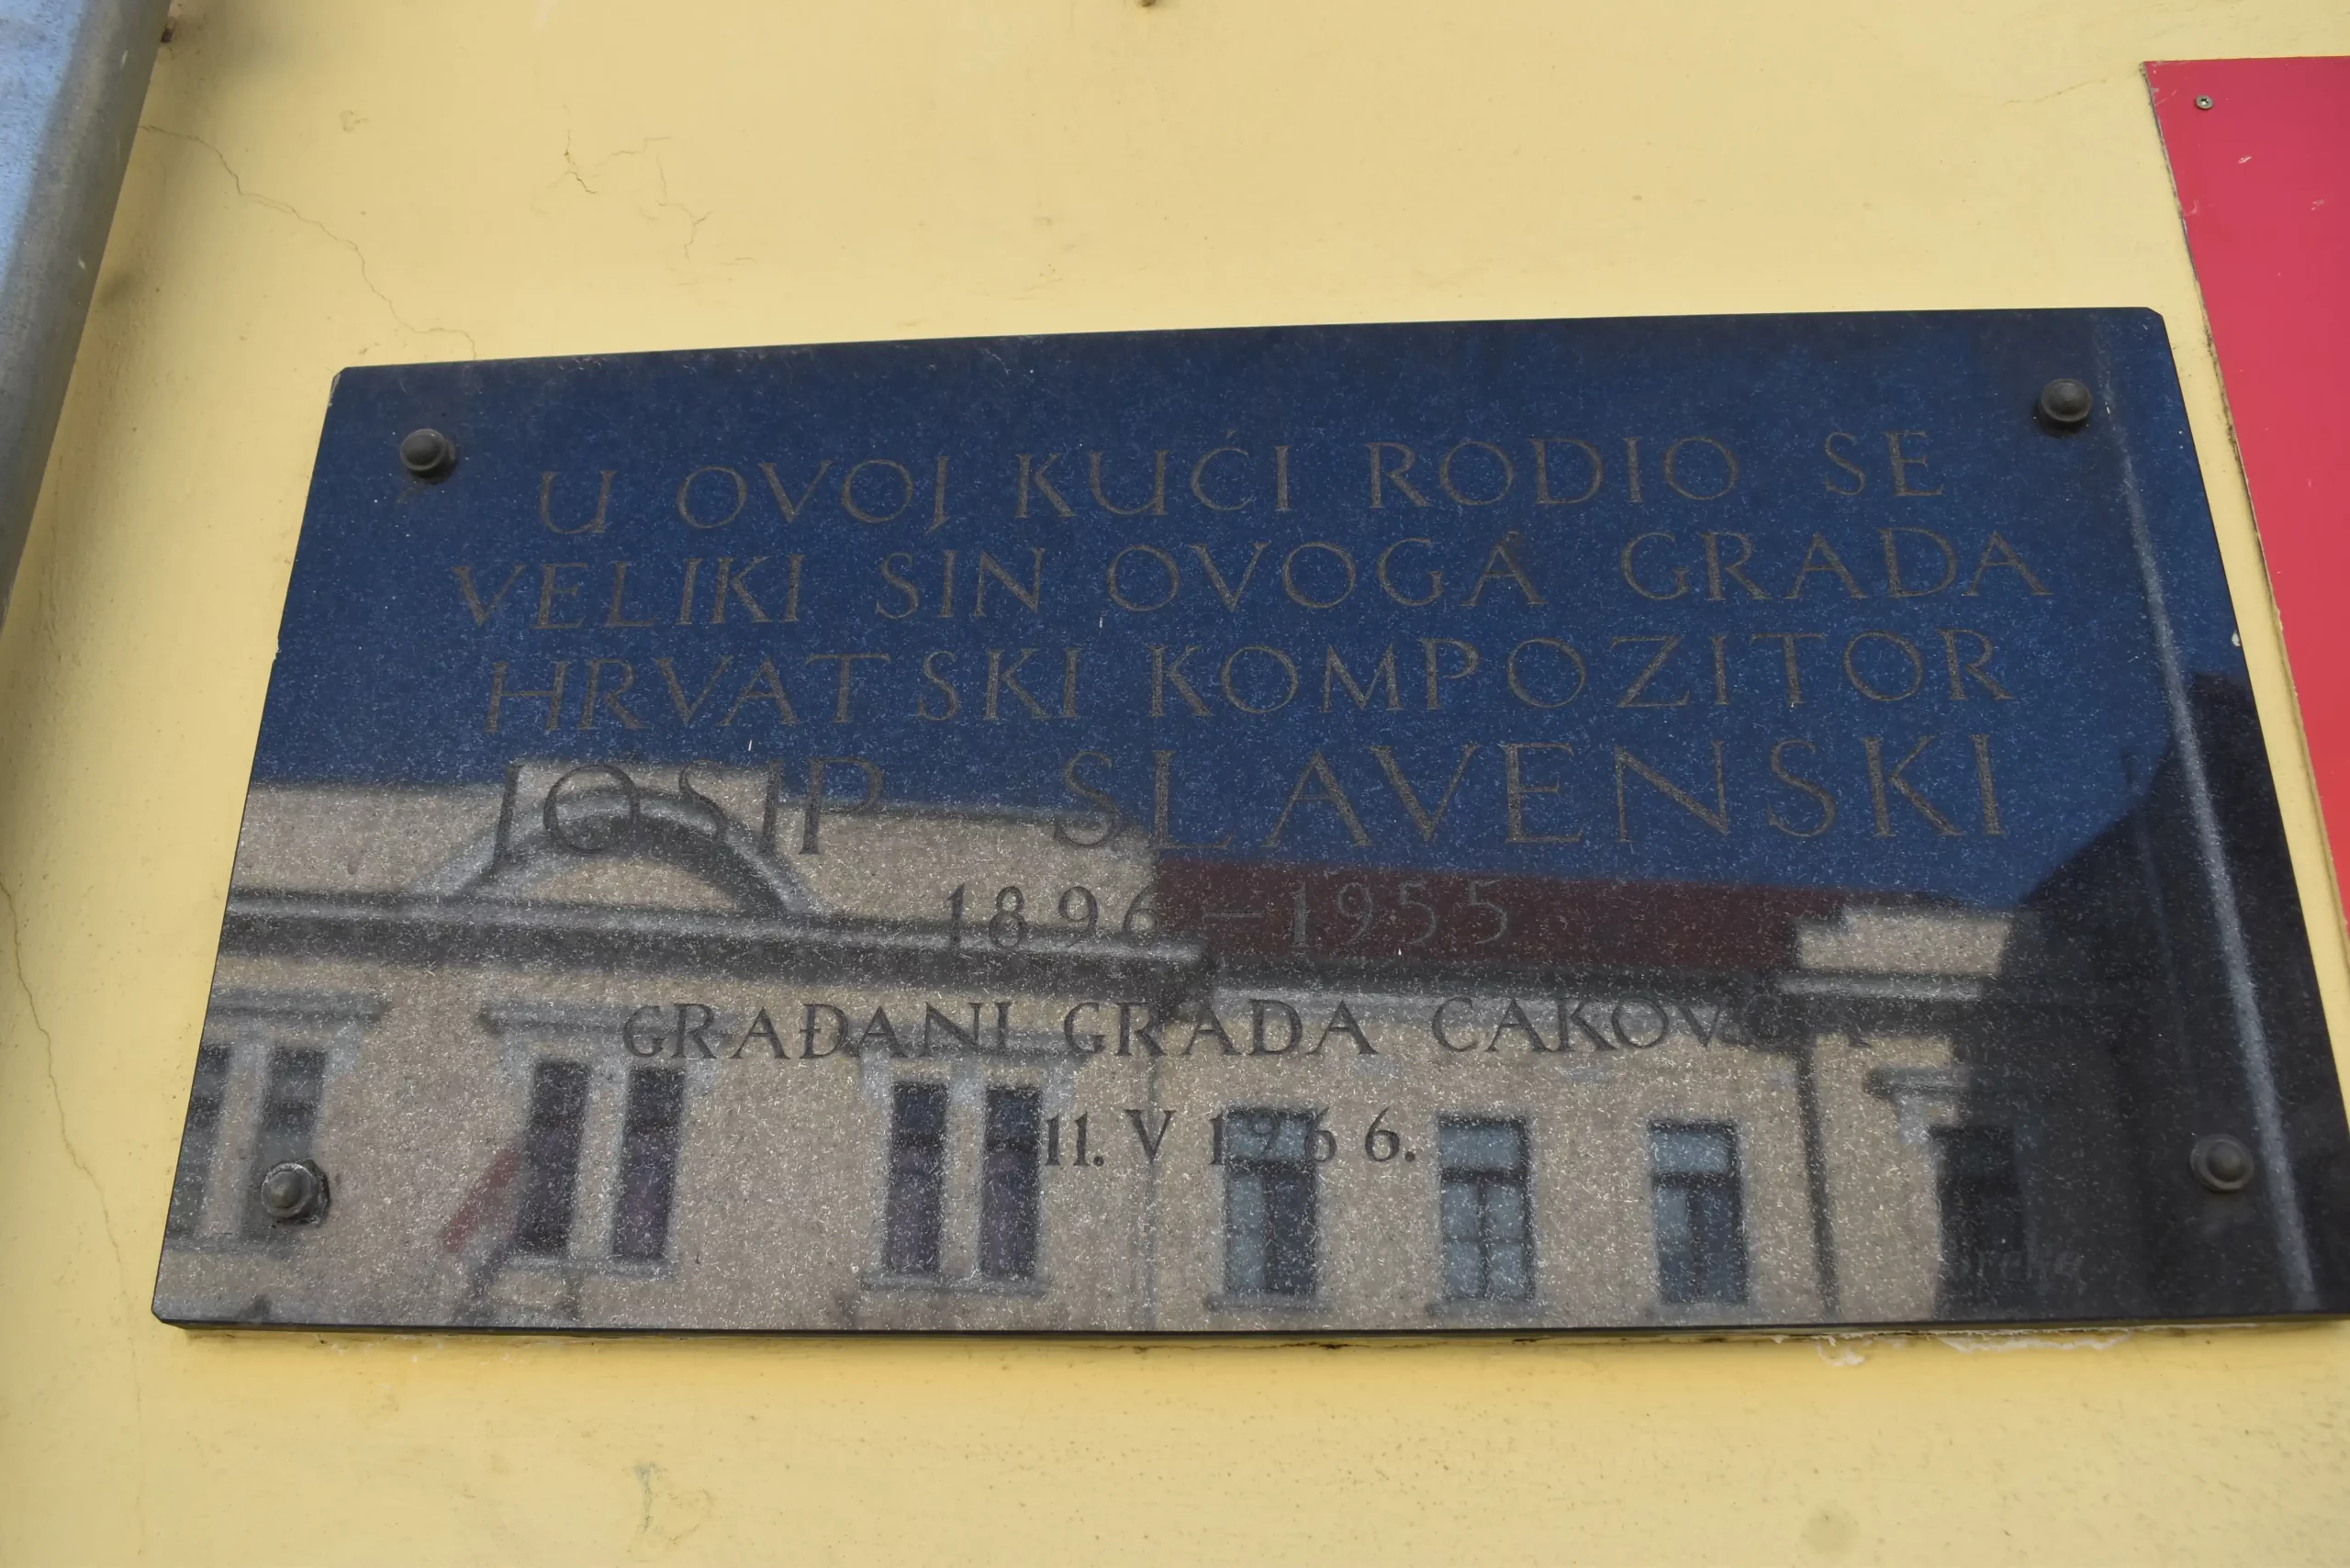 U OVOJ KUĆI RODIO SE
VELIKI SIN OVOGA GRADA
HRVATSKI KOMPOZITOR
JOSIP SLAVENSKI
1896 – 1955
GRAĐANI GRADA ČAKOVCA
11. V 1966.